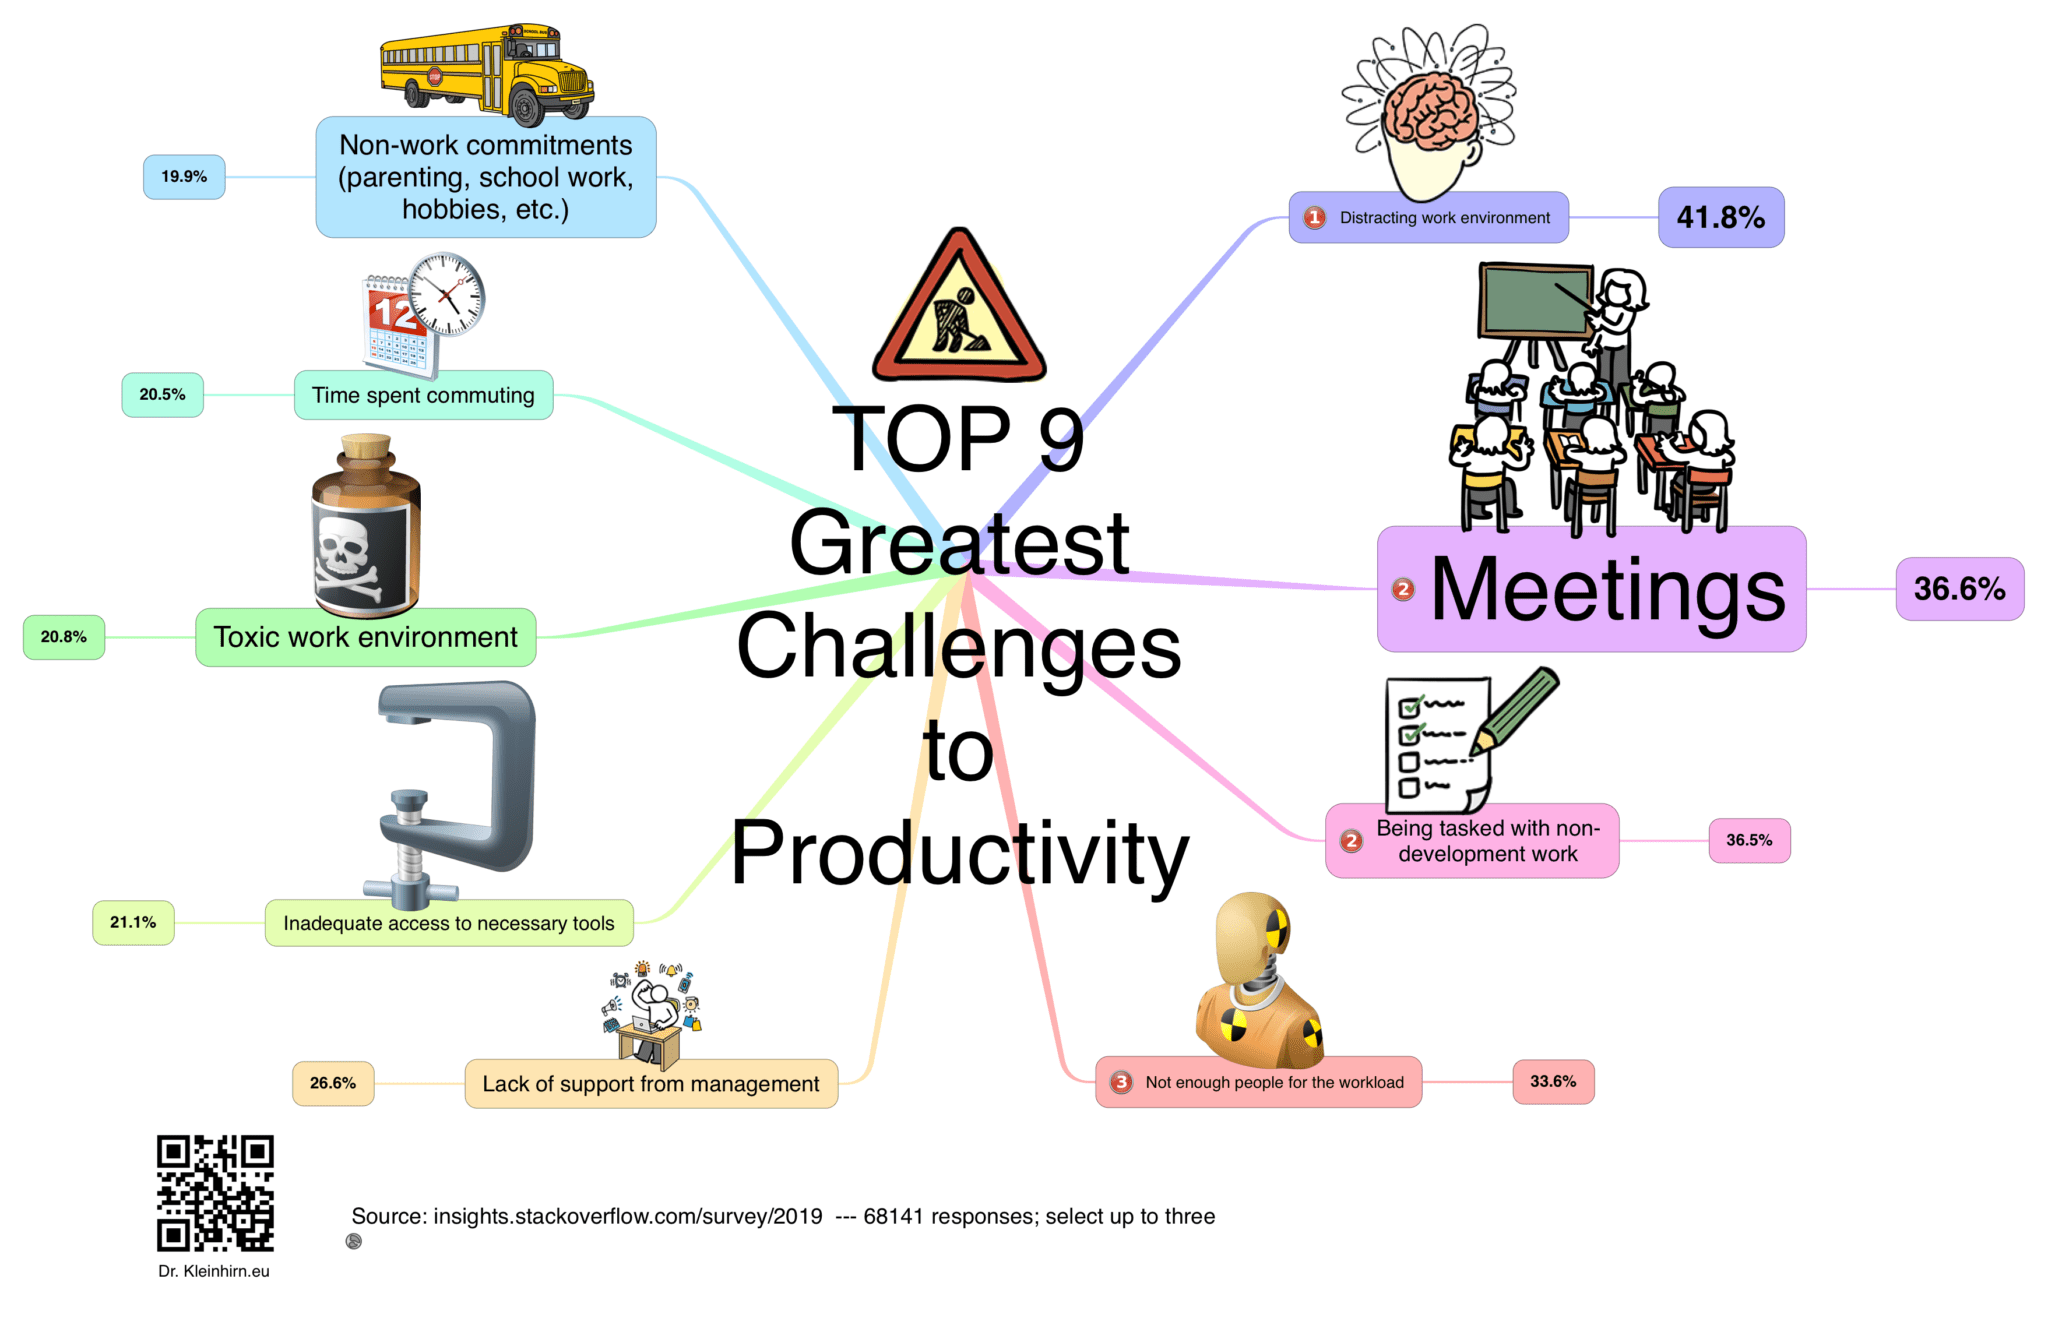 TOP 9
Greatest
Challenges
to
Productivity
1 Distracting work environment
41.8%
2 Meetings
36.6%
2 Being tasked with non-
development work
36.5%
3 Not enough people for the workload
33.6%
Lack of support from management
26.6%
Inadequate access to necessary tools
21.1%
Toxic work environment
20.8%
12
Time spent commuting
20.5%
SCHOOL BUS
STOP
Non-work commitments
(parenting, school work,
hobbies, etc.)
19.9%
Source: insights.stackoverflow.com/survey/2019 --- 68141 responses; select up to three
Dr. Kleinhirn.eu